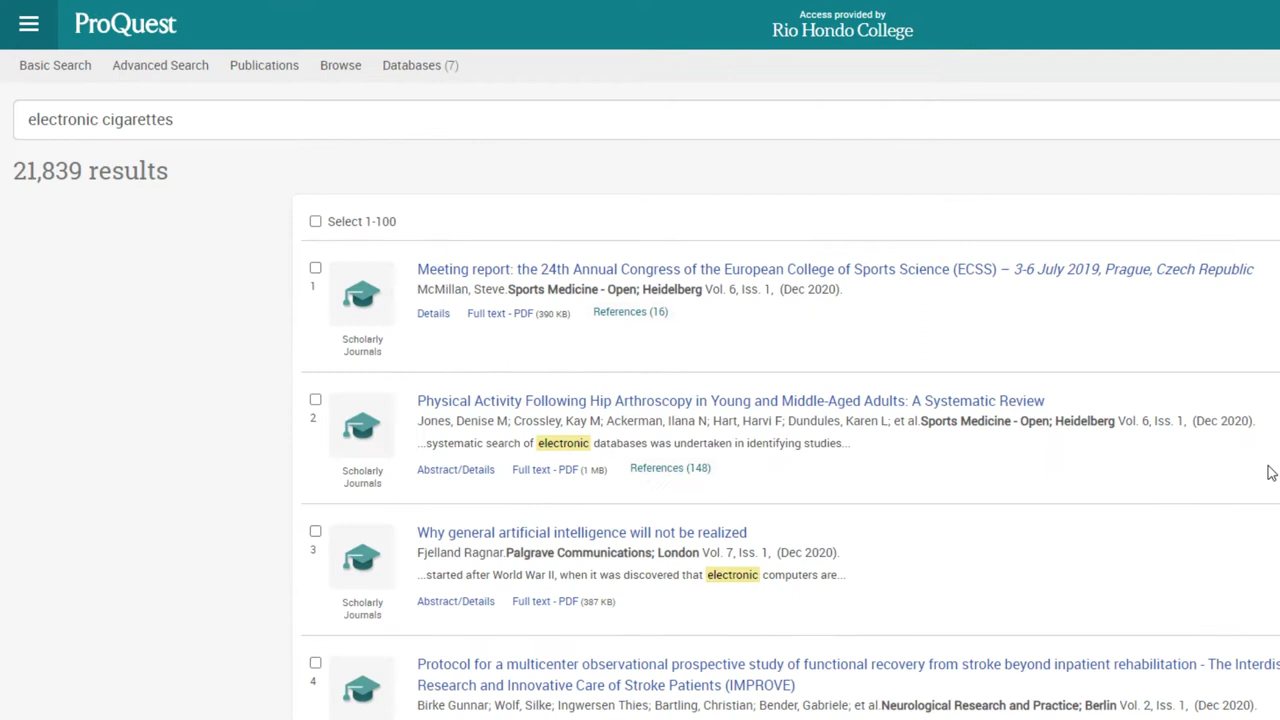 ProQuest
Access provided by
Rio Hondo College
Basic Search Advanced Search Publications Browse Databases (7)
electronic cigarettes
21,839 results
Select 1-100
1
Scholarly
Journals
Meeting report: the 24th Annual Congress of the European College of Sports Science (ECSS) – 3-6 July 2019, Prague, Czech Republic
McMillan, Steve.Sports Medicine - Open; Heidelberg Vol. 6, Iss. 1, (Dec 2020).
Details Full text - PDF (390 KB) References (16)
2
Scholarly
Journals
Physical Activity Following Hip Arthroscopy in Young and Middle-Aged Adults: A Systematic Review
Jones, Denise M; Crossley, Kay M; Ackerman, Ilana N; Hart, Harvi F; Dundules, Karen L; et al.Sports Medicine - Open; Heidelberg Vol. 6, Iss. 1, (Dec 2020).
...systematic search of electronic databases was undertaken in identifying studies...
Abstract/Details Full text - PDF (1 MB) References (148)
3
Scholarly
Journals
Why general artificial intelligence will not be realized
Fjelland Ragnar.Palgrave Communications; London Vol. 7, Iss. 1, (Dec 2020).
...started after World War II, when it was discovered that electronic computers are...
Abstract/Details Full text - PDF (387 KB)
4
Protocol for a multicenter observational prospective study of functional recovery from stroke beyond inpatient rehabilitation - The Interdis
Research and Innovative Care of Stroke Patients (IMPROVE)
Birke Gunnar; Wolf, Silke; Ingwersen Thies; Bartling, Christian; Bender, Gabriele; et al.Neurological Research and Practice; Berlin Vol. 2, Iss. 1, (Dec 2020).